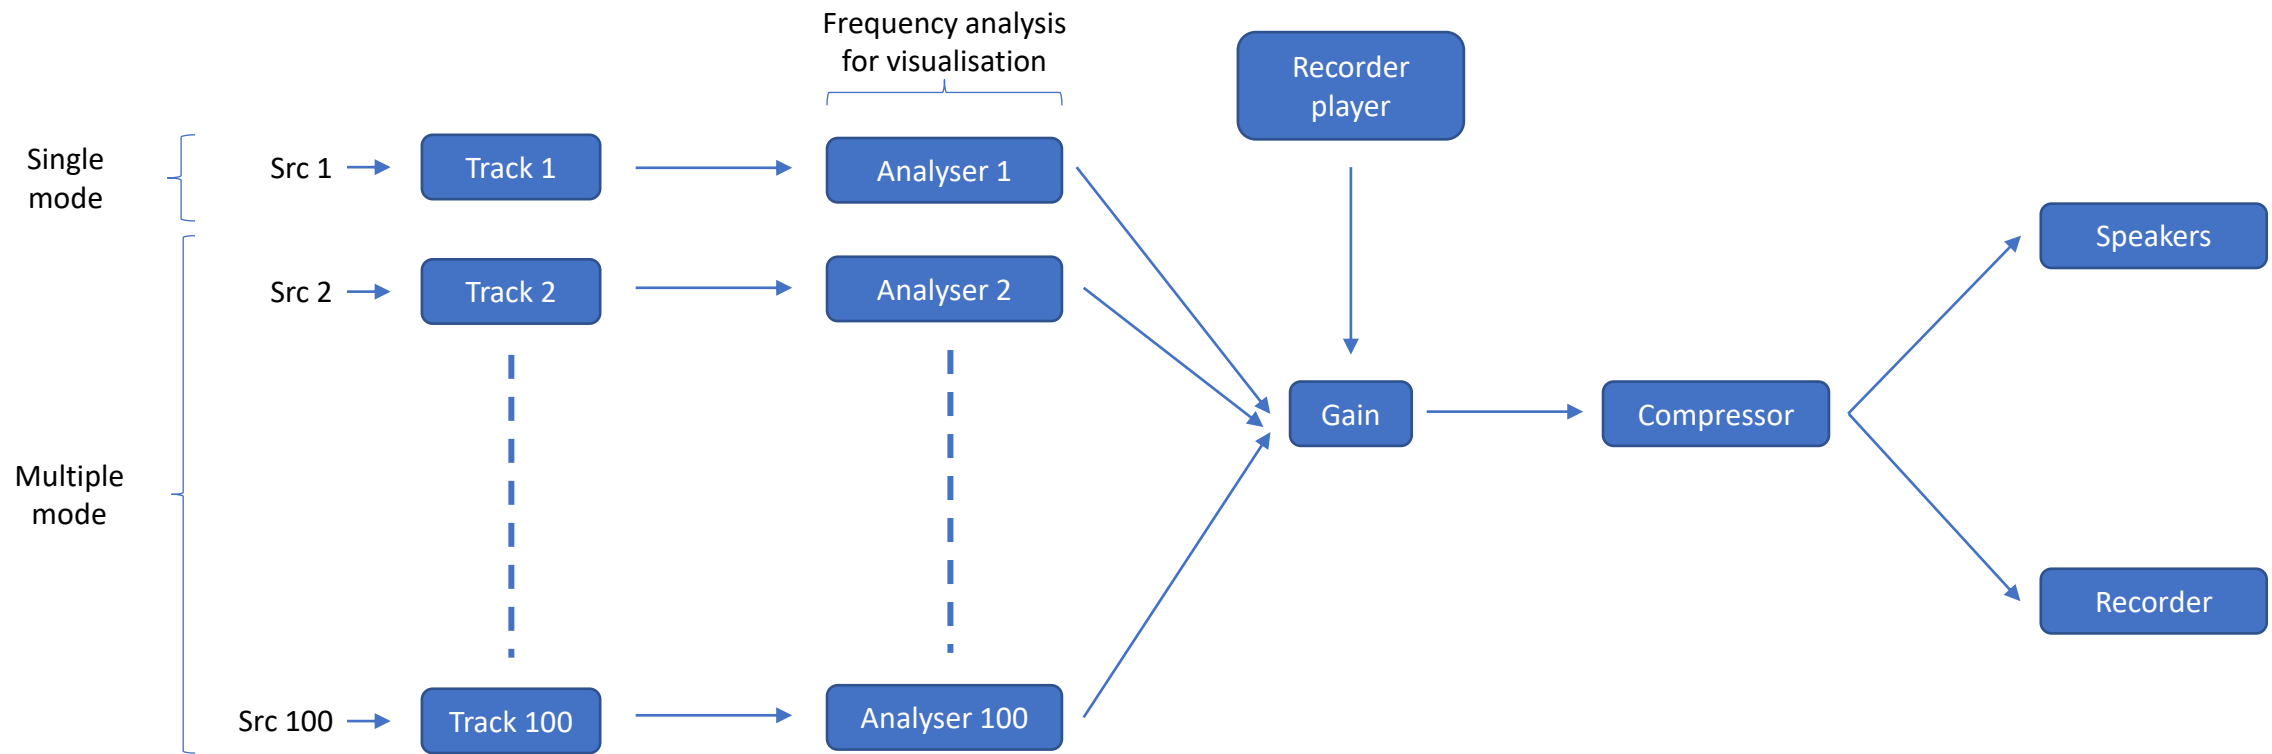 Frequency analysis
for visualisation
Recorder
player
Single
mode
Src 1
Track 1
Analyser 1
Speakers
Src 2
Track 2
Analyser 2
Gain
Compressor
Multiple
mode
Recorder
Src 100
Track 100
Analyser 100